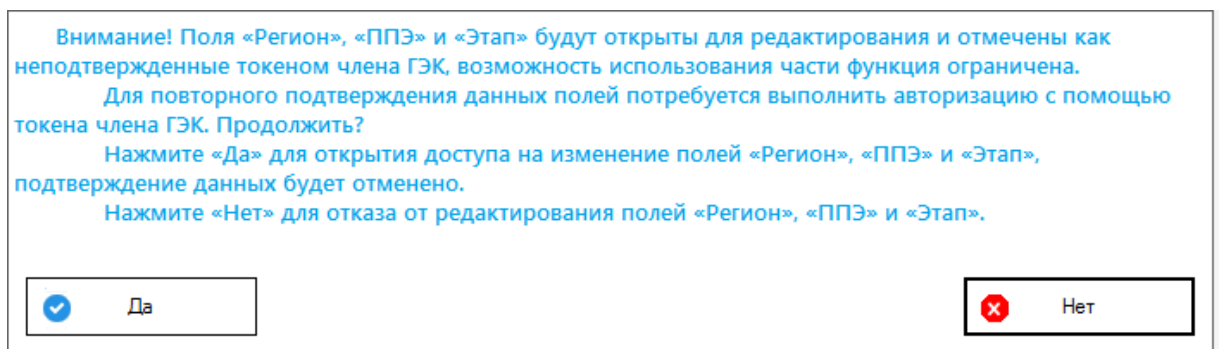 Внимание! Поля «Регион», «ППЭ» и «Этап» будут открыты для редактирования и отмечены как
неподтвержденные токеном члена ГЭК, возможность использования части функция ограничена.
Для повторного подтверждения данных полей потребуется выполнить авторизацию с помощью
токена члена ГЭК. Продолжить?
Нажмите «Да» для открытия доступа на изменение полей «Регион», «ППЭ» и «Этап»,
подтверждение данных будет отменено.
Нажмите «Нет» для отказа от редактирования полей «Регион», «ППЭ» и «Этап».
Да
Нет